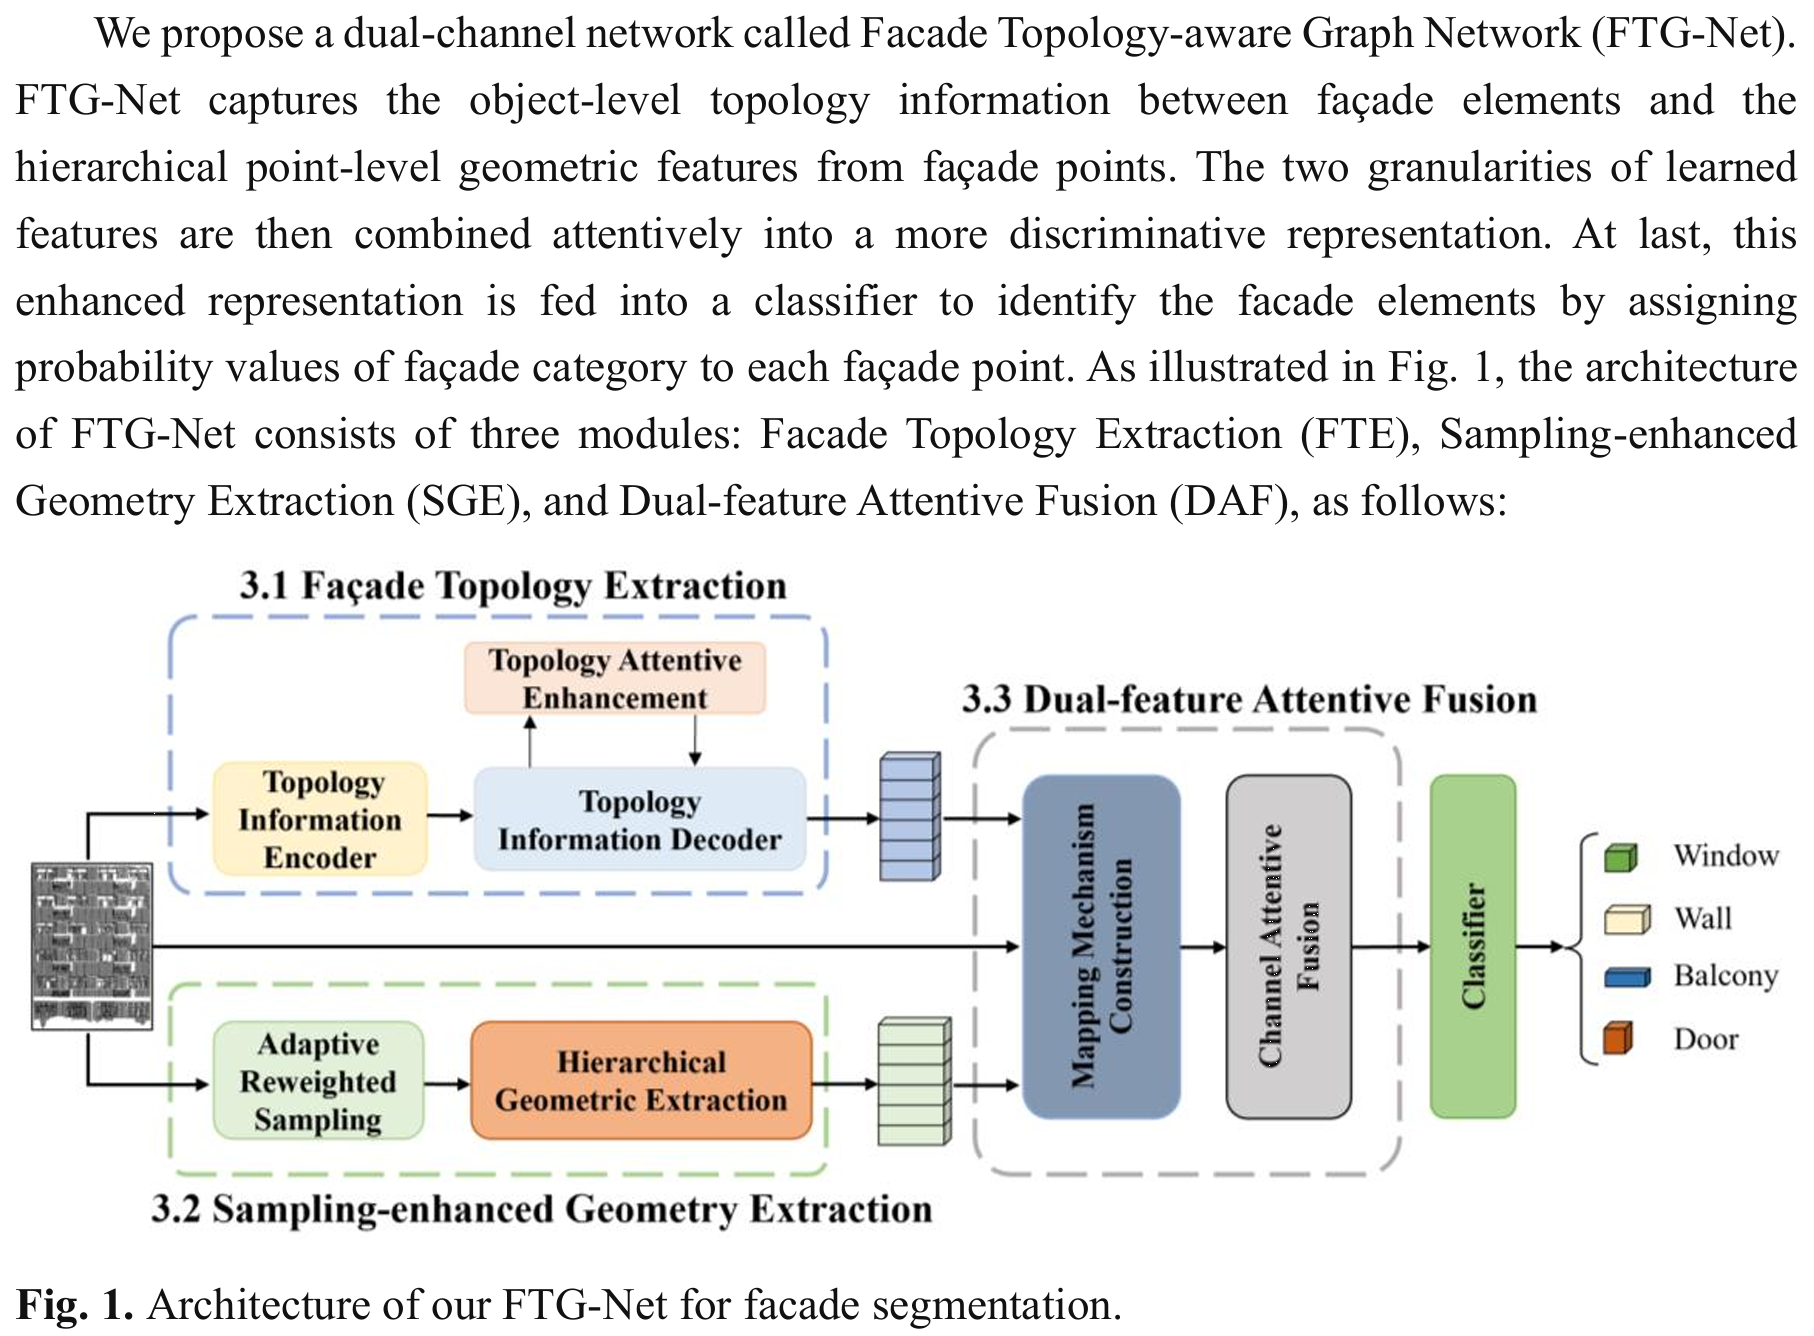 We propose a dual-channel network called Facade Topology-aware Graph Network (FTG-Net).
FTG-Net captures the object-level topology information between façade elements and the
hierarchical point-level geometric features from façade points. The two granularities of learned
features are then combined attentively into a more discriminative representation. At last, this
enhanced representation is fed into a classifier to identify the facade elements by assigning
probability values of façade category to each façade point. As illustrated in Fig. 1, the architecture
of FTG-Net consists of three modules: Facade Topology Extraction (FTE), Sampling-enhanced
Geometry Extraction (SGE), and Dual-feature Attentive Fusion (DAF), as follows:
3.1 Façade Topology Extraction
Topology Attentive
Enhancement
Topology
Information
Encoder
Topology
Information Decoder
3.3 Dual-feature Attentive Fusion
Mapping Mechanism
Construction
Channel Attentive
Fusion
Classifier
Window
Wall
Balcony
Door
Adaptive
Reweighted
Sampling
Hierarchical
Geometric Extraction
3.2 Sampling-enhanced Geometry Extraction
Fig. 1. Architecture of our FTG-Net for facade segmentation.